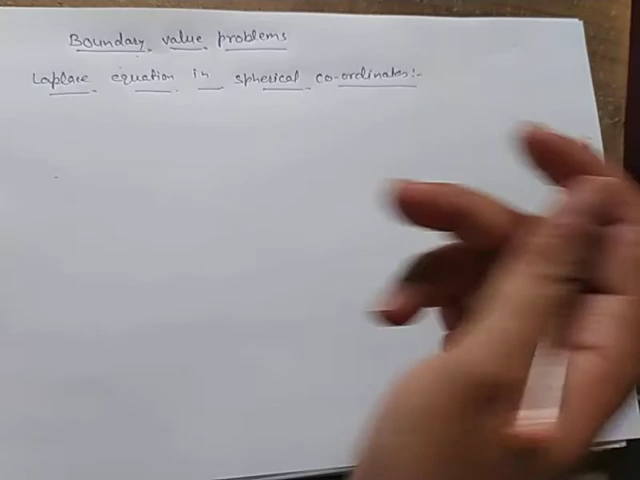 Boundary value problems
Laplace equation in spherical co-ordinates:-